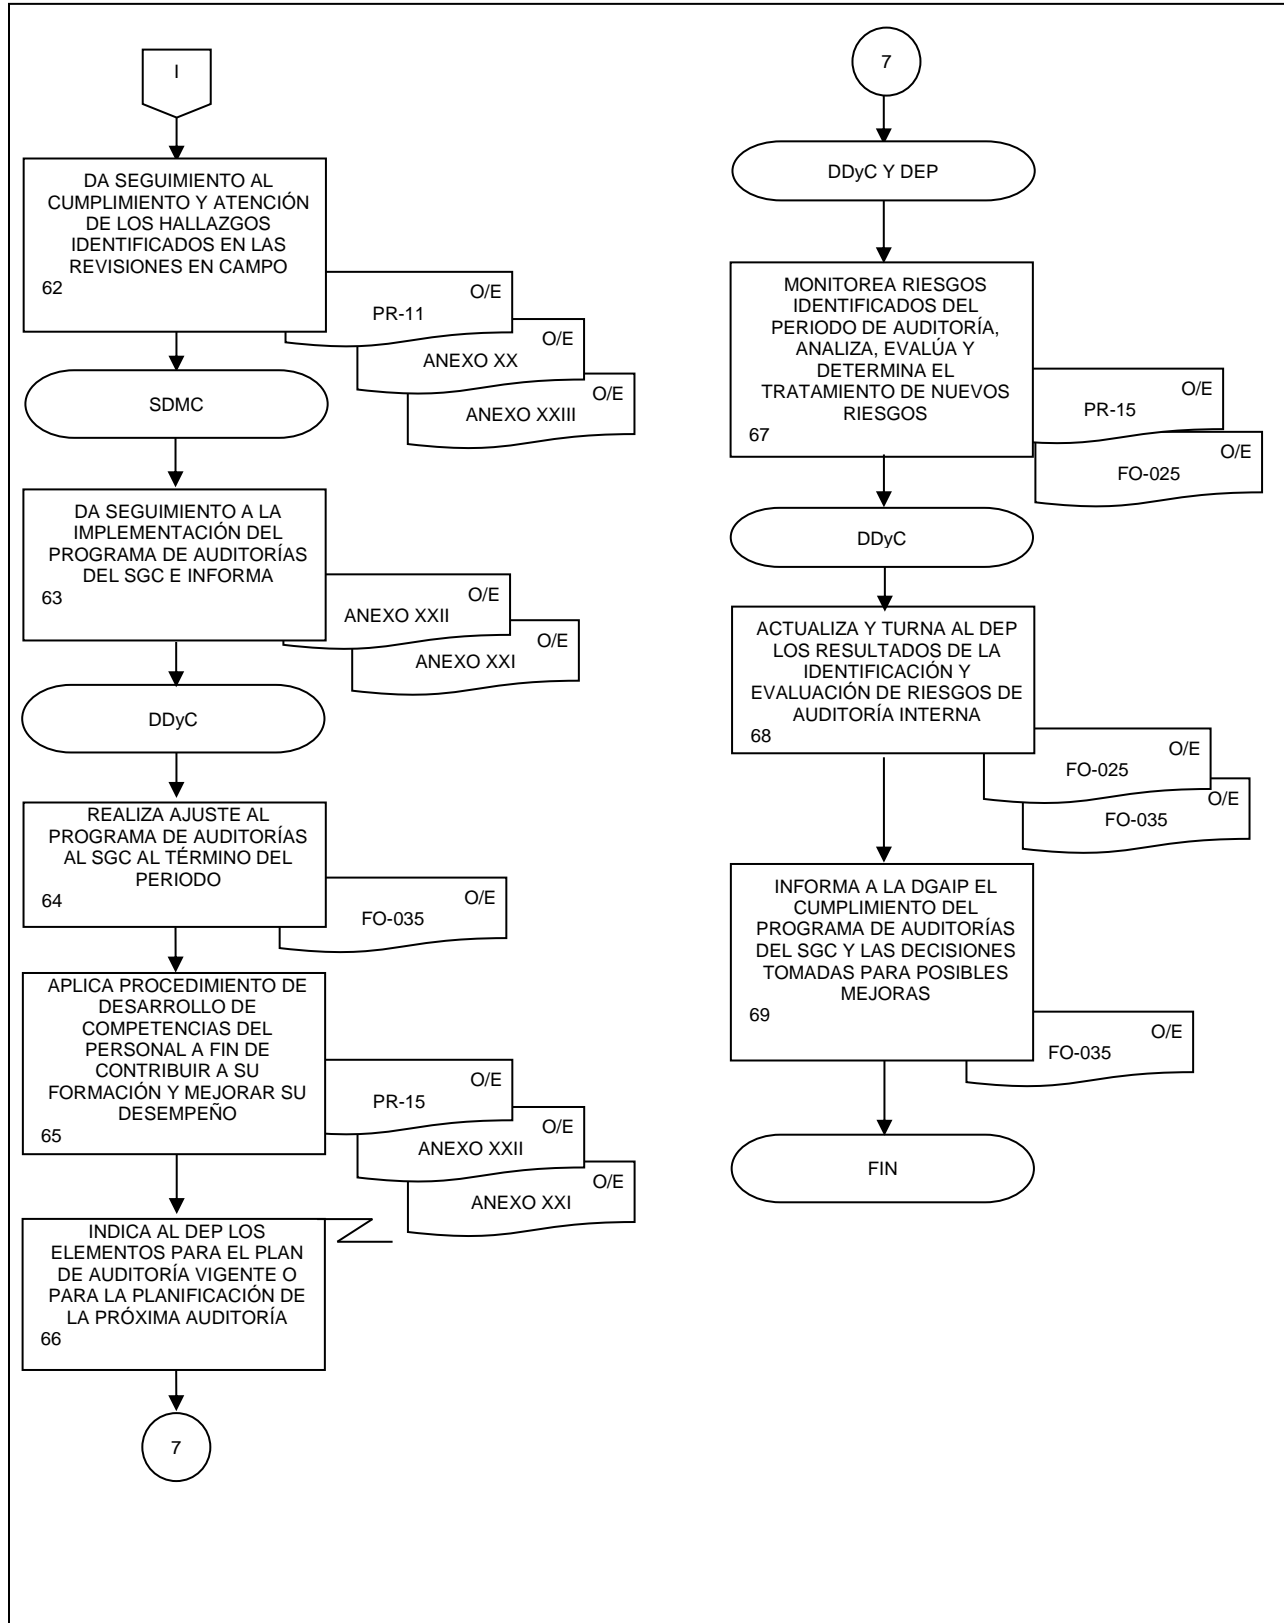 I
DA SEGUIMIENTO AL
CUMPLIMIENTO Y ATENCIÓN
DE LOS HALLAZGOS
IDENTIFICADOS EN LAS
REVISIONES EN CAMPO
62
O/E
PR-11
O/E
ANEXO XX
O/E
ANEXO XXIII
SDMC
DA SEGUIMIENTO A LA
IMPLEMENTACIÓN DEL
PROGRAMA DE AUDITORÍAS
DEL SGC E INFORMA
63
O/E
ANEXO XXII
O/E
ANEXO XXI
DDyC
REALIZA AJUSTE AL
PROGRAMA DE AUDITORÍAS
AL SGC AL TÉRMINO DEL
PERIODO
64
O/E
FO-035
APLICA PROCEDIMIENTO DE
DESARROLLO DE
COMPETENCIAS DEL
PERSONAL A FIN DE
CONTRIBUIR A SU
FORMACIÓN Y MEJORAR SU
DESEMPEÑO
65
O/E
PR-15
O/E
ANEXO XXII
O/E
ANEXO XXI
INDICA AL DEP LOS
ELEMENTOS PARA EL PLAN
DE AUDITORÍA VIGENTE O
PARA LA PLANIFICACIÓN DE
LA PRÓXIMA AUDITORÍA
66
7
7
DDyC Y DEP
MONITOREA RIESGOS
IDENTIFICADOS DEL
PERIODO DE AUDITORÍA,
ANALIZA, EVALÚA Y
DETERMINA EL
TRATAMIENTO DE NUEVOS
RIESGOS
67
O/E
PR-15
O/E
FO-025
DDyC
ACTUALIZA Y TURNA AL DEP
LOS RESULTADOS DE LA
IDENTIFICACIÓN Y
EVALUACIÓN DE RIESGOS DE
AUDITORÍA INTERNA
68
O/E
FO-025
O/E
FO-035
INFORMA A LA DGAIP EL
CUMPLIMIENTO DEL
PROGRAMA DE AUDITORÍAS
DEL SGC Y LAS DECISIONES
TOMADAS PARA POSIBLES
MEJORAS
69
O/E
FO-035
FIN